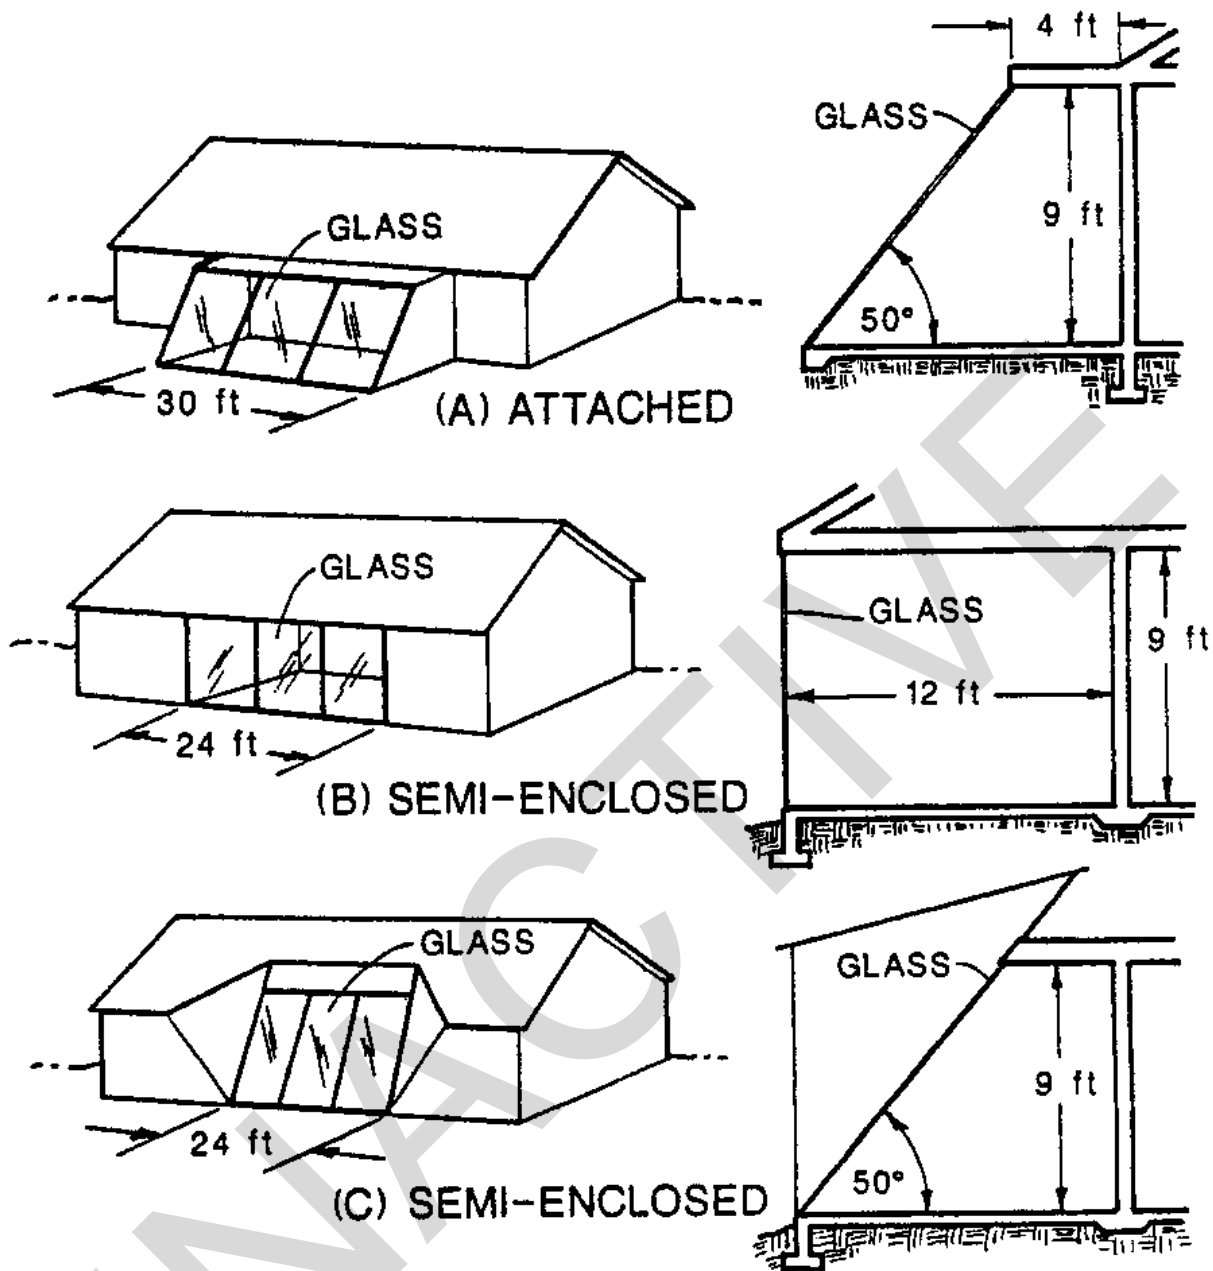 4 ft
GLASS
GLASS
9 ft
50°
30 ft
(A) ATTACHED
GLASS
GLASS
9 ft
12 ft
24 ft
(B) SEMI-ENCLOSED
GLASS
GLASS
9 ft
50°
24 ft
(C) SEMI-ENCLOSED
INACTIVE